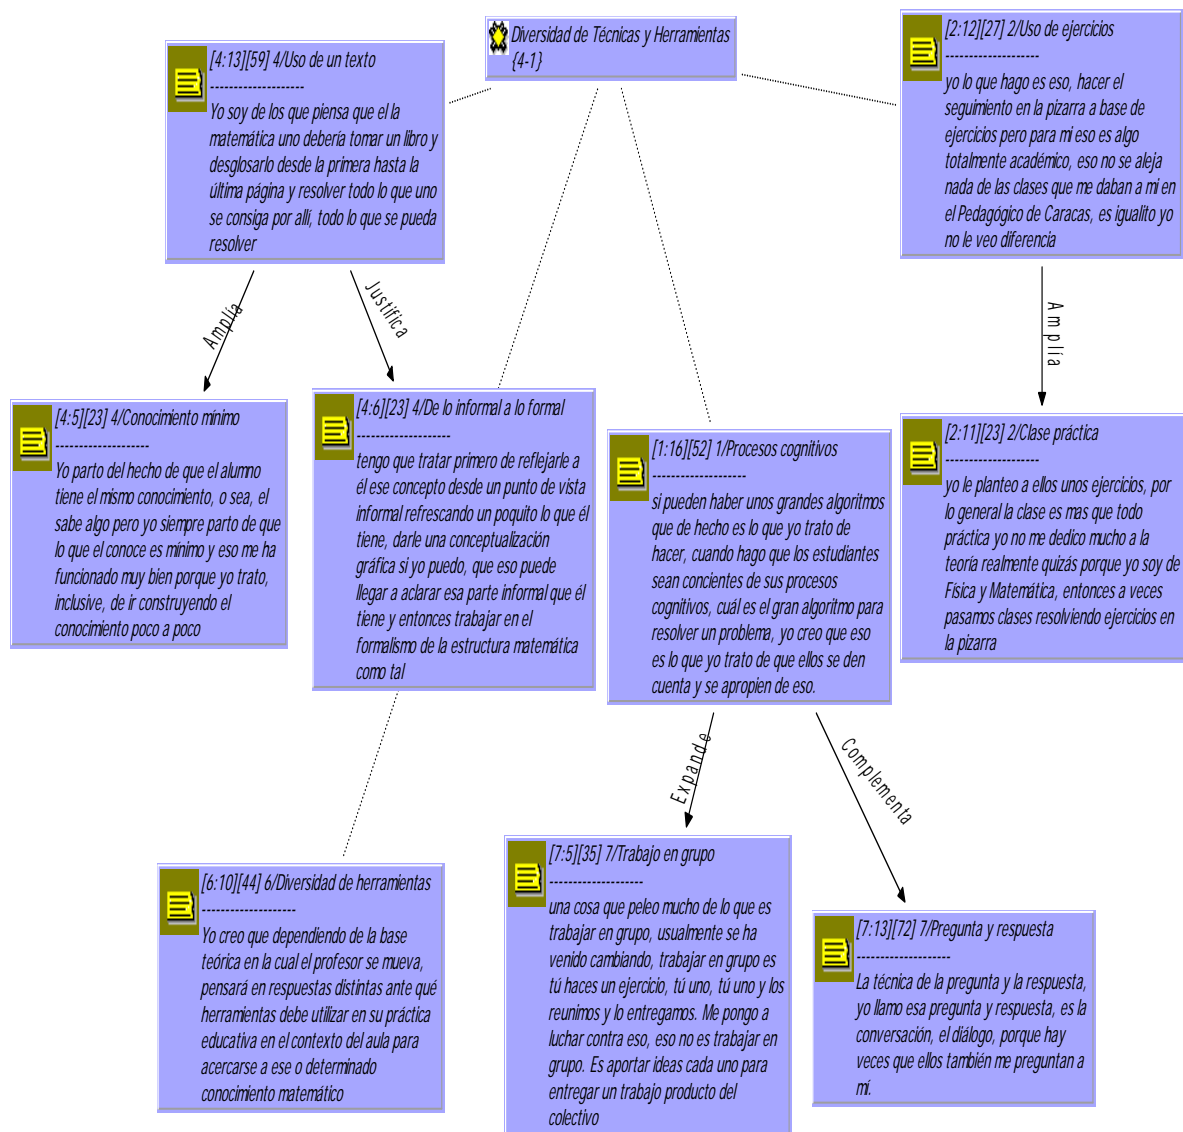 Diversidad de Técnicas y Herramientas
{4-1}
[4:13][59] 4/Uso de un texto
--------------------
Yo soy de los que piensa que el la
matemática uno debería tomar un libro y
desglosarlo desde la primera hasta la
última página y resolver todo lo que uno
se consiga por allí, todo lo que se pueda
resolver
[2:12][27] 2/Uso de ejercicios
--------------------
yo lo que hago es eso, hacer el
seguimiento en la pizarra a base de
ejercicios pero para mi eso es algo
totalmente académico, eso no se aleja
nada de las clases que me daban a mi en
el Pedagógico de Caracas, es igualito yo
no le veo diferencia
Amplía
Justifica
Amplía
[4:5][23] 4/Conocimiento mínimo
--------------------
Yo parto del hecho de que el alumno
tiene el mismo conocimiento, o sea, el
sabe algo pero yo siempre parto de que
lo que el conoce es mínimo y eso me ha
funcionado muy bien porque yo trato,
inclusive, de ir construyendo el
conocimiento poco a poco
[4:6][23] 4/De lo informal a lo formal
--------------------
tengo que tratar primero de reflejarle a
él ese concepto desde un punto de vista
informal refrescando un poquito lo que él
tiene, darle una conceptualización
gráfica si yo puedo, que eso puede
llegar a aclarar esa parte informal que él
tiene y entonces trabajar en el
formalismo de la estructura matemática
como tal
[1:16][52] 1/Procesos cognitivos
--------------------
si pueden haber unos grandes algoritmos
que de hecho es lo que yo trato de
hacer, cuando hago que los estudiantes
sean concientes de sus procesos
cognitivos, cuál es el gran algoritmo para
resolver un problema, yo creo que eso
es lo que yo trato de que ellos se den
cuenta y se apropien de eso.
[2:11][23] 2/Clase práctica
--------------------
yo le planteo a ellos unos ejercicios, por
lo general la clase es mas que todo
práctica yo no me dedico mucho a la
teoría realmente quizás porque yo soy de
Física y Matemática, entonces a veces
pasamos clases resolviendo ejercicios en
la pizarra
Expande
Complementa
[6:10][44] 6/Diversidad de herramientas
--------------------
Yo creo que dependiendo de la base
teórica en la cual el profesor se mueva,
pensará en respuestas distintas ante qué
herramientas debe utilizar en su práctica
educativa en el contexto del aula para
acercarse a ese o determinado
conocimiento matemático
[7:5][35] 7/Trabajo en grupo
--------------------
una cosa que peleo mucho de lo que es
trabajar en grupo, usualmente se ha
venido cambiando, trabajar en grupo es
tú haces un ejercicio, tú uno, tú uno y los
reunimos y lo entregamos. Me pongo a
luchar contra eso, eso no es trabajar en
grupo. Es aportar ideas cada uno para
entregar un trabajo producto del
colectivo
[7:13][72] 7/Pregunta y respuesta
--------------------
La técnica de la pregunta y la respuesta,
yo llamo esa pregunta y respuesta, es la
conversación, el diálogo, porque hay
veces que ellos también me preguntan a
mí.